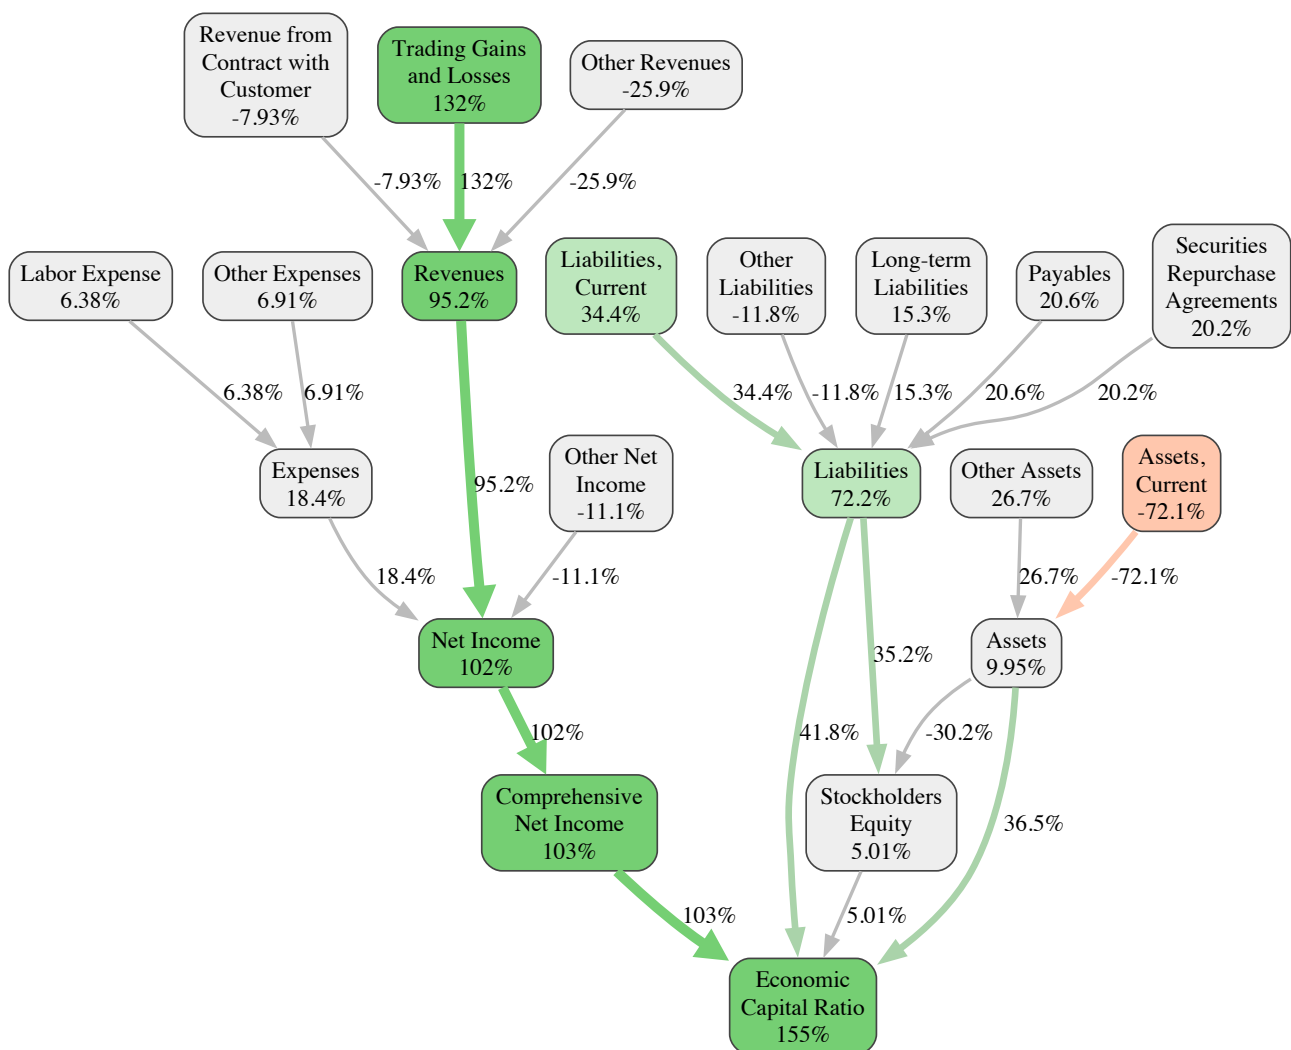 Revenue from
Contract with
Customer
-7.93%
Trading Gains
and Losses
132%
Other Revenues
-25.9%
-7.93%
132%
-25.9%
Labor Expense
6.38%
Other Expenses
6.91%
Revenues
95.2%
Liabilities,
Current
34.4%
Other
Liabilities
-11.8%
Long-term
Liabilities
15.3%
Payables
20.6%
Securities
Repurchase
Agreements
20.2%
6.38%
6.91%
34.4%
-11.8%
15.3%
20.6%
20.2%
Expenses
18.4%
95.2%
Other Net
Income
-11.1%
Liabilities
72.2%
Other Assets
26.7%
Assets,
Current
-72.1%
18.4%
-11.1%
26.7%
-72.1%
Net Income
102%
35.2%
Assets
9.95%
102%
41.8%
-30.2%
Comprehensive
Net Income
103%
Stockholders
Equity
5.01%
36.5%
103%
5.01%
Economic
Capital Ratio
155%